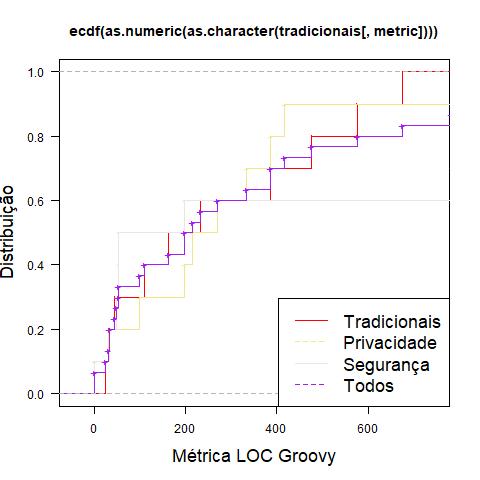 ecdf(as.numeric(as.character(tradicionais[, metric])))
Distribuição
1.0
0.8
0.6
0.4
0.2
0.0
Tradicionais
Privacidade
Segurança
Todos
0
200
400
600
Métrica LOC Groovy